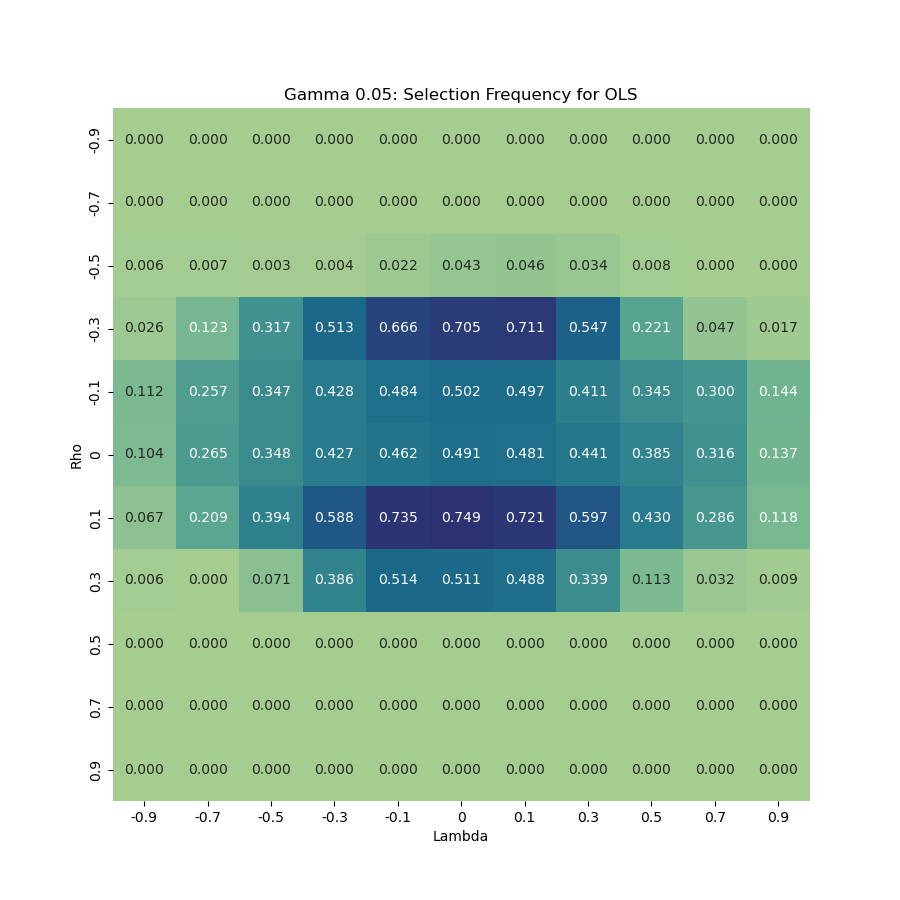 Gamma 0.05: Selection Frequency for OLS
-0.9 0.000 0.000 0.000 0.000 0.000 0.000 0.000 0.000 0.000 0.000 0.000
-0.7 0.000 0.000 0.000 0.000 0.000 0.000 0.000 0.000 0.000 0.000 0.000
-0.5 0.006 0.007 0.003 0.004 0.022 0.043 0.046 0.034 0.008 0.000 0.000
-0.3 0.026 0.123 0.317 0.513 0.666 0.705 0.711 0.547 0.221 0.047 0.017
-0.1 0.112 0.257 0.347 0.428 0.484 0.502 0.497 0.411 0.345 0.300 0.144
Rho
0 0.104 0.265 0.348 0.427 0.462 0.491 0.481 0.441 0.385 0.316 0.137
0.1 0.067 0.209 0.394 0.588 0.735 0.749 0.721 0.597 0.430 0.286 0.118
0.3 0.006 0.000 0.071 0.386 0.514 0.511 0.488 0.339 0.113 0.032 0.009
0.5 0.000 0.000 0.000 0.000 0.000 0.000 0.000 0.000 0.000 0.000 0.000
0.7 0.000 0.000 0.000 0.000 0.000 0.000 0.000 0.000 0.000 0.000 0.000
0.9 0.000 0.000 0.000 0.000 0.000 0.000 0.000 0.000 0.000 0.000 0.000
-0.9 -0.7 -0.5 -0.3 -0.1 0 0.1 0.3 0.5 0.7 0.9
Lambda